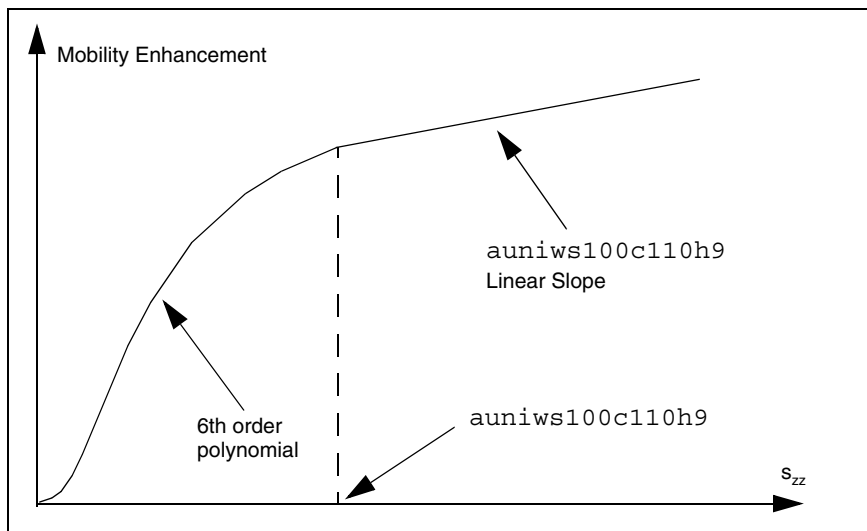 Mobility Enhancement
auniws100c110h9
Linear Slope
6th order
polynomial
auniws100c110h9
szz